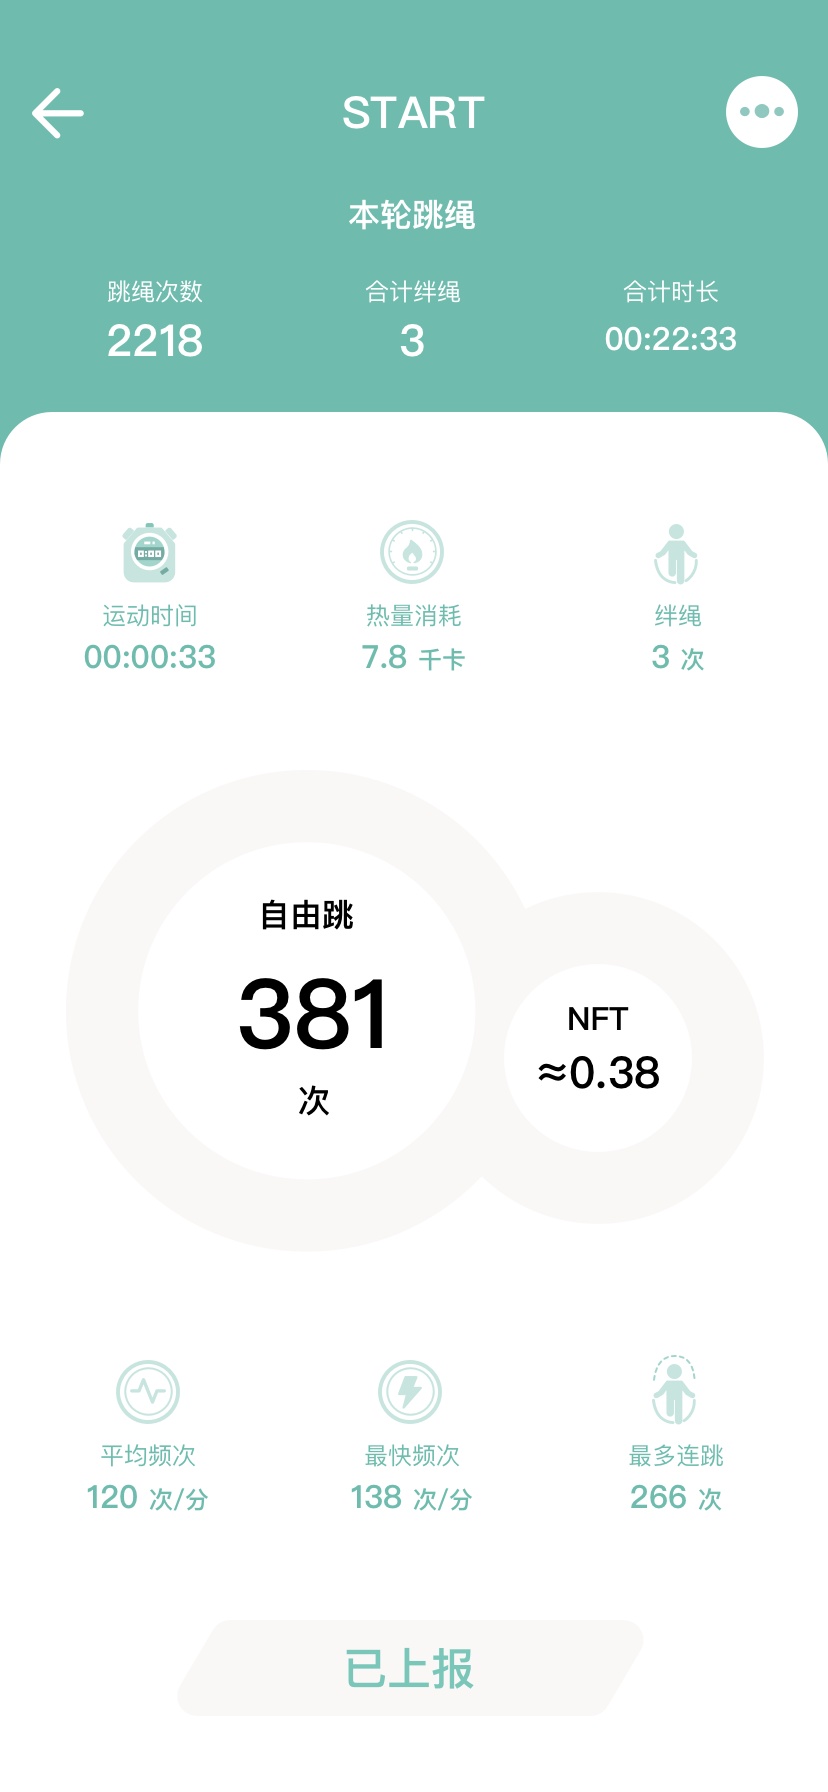 START
本轮跳绳
跳绳次数 合计绊绳 合计时长
2218 3 00:22:33
0:00
运动时间 热量消耗 绊绳
00:00:33 7.8 千卡 3 次
自由跳
381
次
NFT
≈0.38
平均频次 最快频次 最多连跳
120 次/分 138 次/分 266 次
已上报